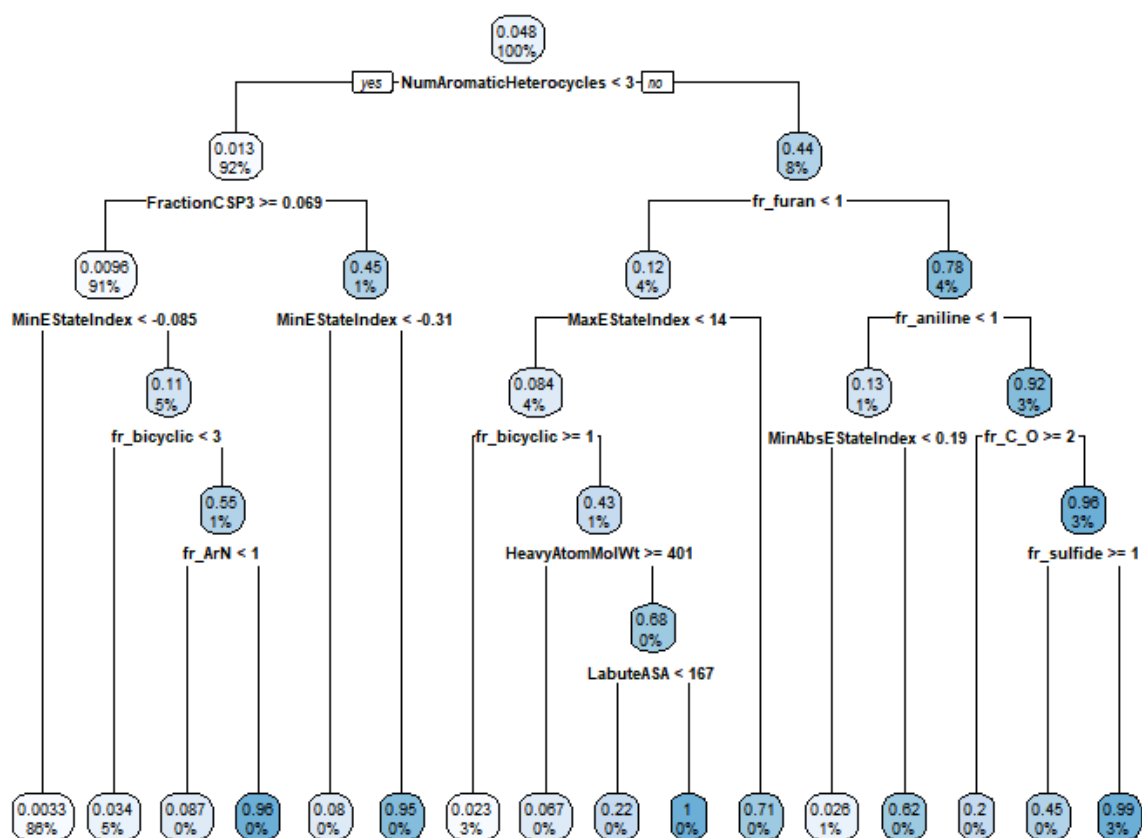 0.048
100%
yes NumAromaticHeterocycles < 3 no
0.013 0.44
92% 8%
FractionCSP3 >= 0.069 fr_furan < 1
0.0096 0.45 0.12 0.78
91% 1% 4% 4%
MinEStateIndex < -0.085 MinEStateIndex < -0.31 MaxEStateIndex < 14 fr_aniline < 1
0.11 0.084 0.13 0.92
5% 4% 1% 3%
fr_bicyclic < 3 fr_bicyclic >= 1 MinAbsEStateIndex < 0.19 fr_C_O >= 2
0.55 0.43 0.96
1% 1% 3%
fr_ArN < 1 HeavyAtomMolWt >= 401 fr_sulfide >= 1
0.68
0%
LabuteASA < 167
0.0033 0.034 0.087 0.96 0.08 0.95 0.023 0.067 0.22 1 0.71 0.026 0.62 0.2 0.45 0.99
86% 5% 0% 0% 0% 0% 3% 0% 0% 0% 0% 1% 0% 0% 0% 3%